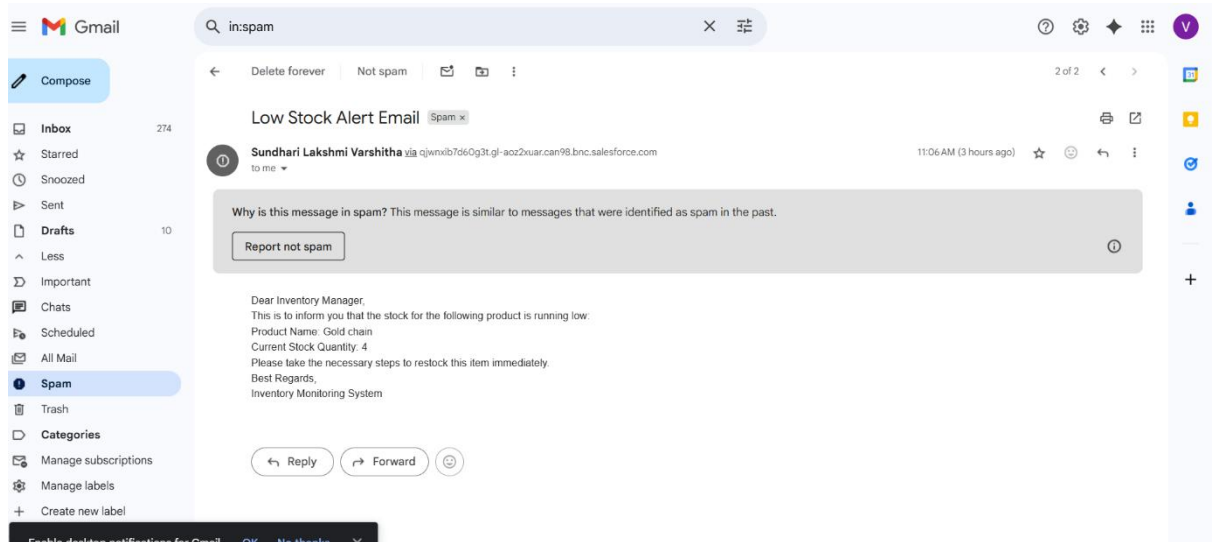 Gmail
in:spam
V
Compose
Inbox 274
Starred
Snoozed
Sent
Drafts 10
Less
Important
Chats
Scheduled
All Mail
Spam
Trash
Categories
Manage subscriptions
Manage labels
Create new label
Delete forever Not spam 2 of 2
Low Stock Alert Email Spam x
Sundhari Lakshmi Varshitha via qjwnxib7d60g3t.gl-aoz2xuar.can98.bnc.salesforce.com 11:06 AM (3 hours ago)
to me
Why is this message in spam? This message is similar to messages that were identified as spam in the past.
Report not spam
Dear Inventory Manager,
This is to inform you that the stock for the following product is running low:
Product Name: Gold chain
Current Stock Quantity: 4
Please take the necessary steps to restock this item immediately.
Best Regards,
Inventory Monitoring System
Reply Forward
Enable desktop notifications for Gmail. OK No thanks
31